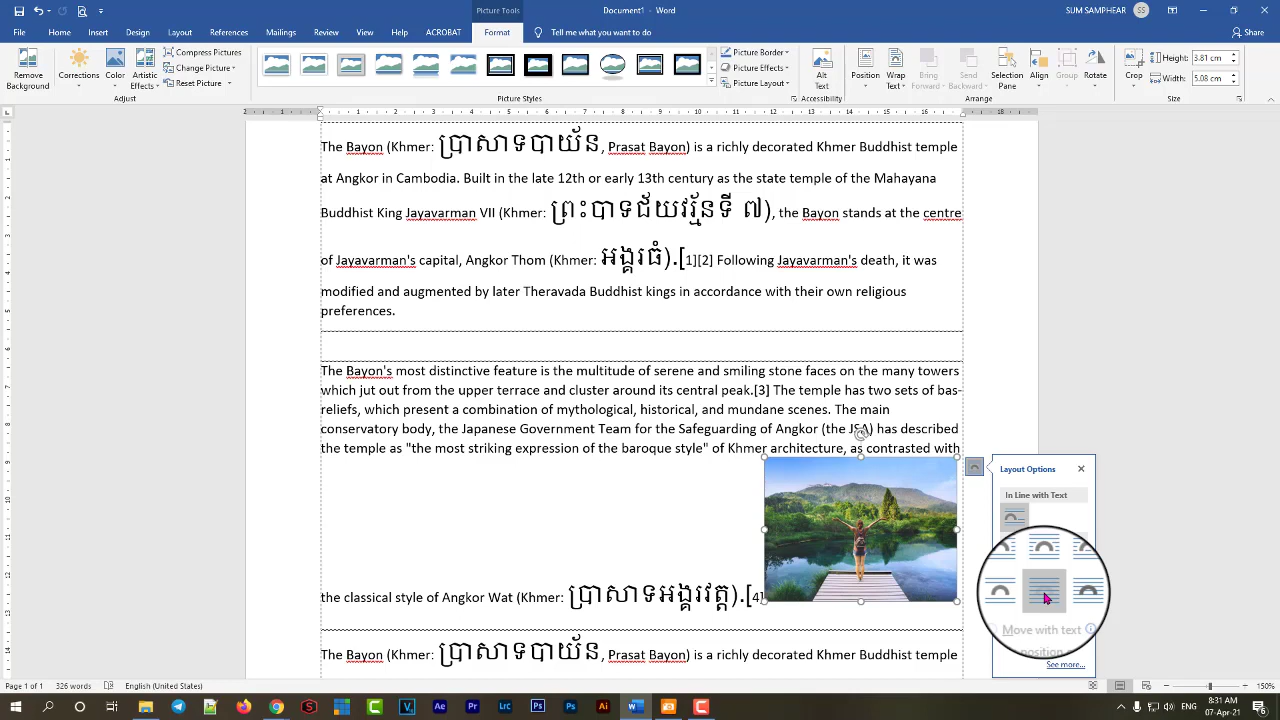 Picture Tools
Document1 - Word
SUM SAMPHEAR
SS
File Home Insert Draw Design Layout References Mailings Review View Help ACROBAT Format Tell me what you want to do
Share
Remove Background
Corrections
Color
Artistic Effects
Compress Pictures
Change Picture
Reset Picture
Adjust
Picture Styles
Picture Border
Picture Effects
Picture Layout
Alt Text
Accessibility
Position
Wrap Text
Bring Forward
Send Backward
Selection Pane
Align
Group
Rotate
Arrange
Crop
Height: 3.81 cm
Width: 5.08 cm
Size
The Bayon (Khmer: ប្រាសាទបាយ័ន, Prasat Bayon) is a richly decorated Khmer Buddhist temple
at Angkor in Cambodia. Built in the late 12th or early 13th century as the state temple of the Mahayana
Buddhist King Jayavarman VII (Khmer: ព្រះបាទជ័យវរ្ម័នទី ៧), the Bayon stands at the centre
of Jayavarman's capital, Angkor Thom (Khmer: អង្គរធំ).[1][2] Following Jayavarman's death, it was
modified and augmented by later Theravada Buddhist kings in accordance with their own religious
preferences.
The Bayon's most distinctive feature is the multitude of serene and smiling stone faces on the many towers
which jut out from the upper terrace and cluster around its central peak.[3] The temple has two sets of bas-
reliefs, which present a combination of mythological, historical, and mundane scenes. The main
conservatory body, the Japanese Government Team for the Safeguarding of Angkor (the JSA) has described
the temple as "the most striking expression of the baroque style" of Khmer architecture, as contrasted with
the classical style of Angkor Wat (Khmer: ប្រាសាទអង្គរវត្ត).[4]
The Bayon (Khmer: ប្រាសាទបាយ័ន, Prasat Bayon) is a richly decorated Khmer Buddhist temple
Layout Options
In Line with Text
Move with text
position
See more...
Page 1 of 1 326 words English (United States)
150%
8:31 AM
07-Apr-21